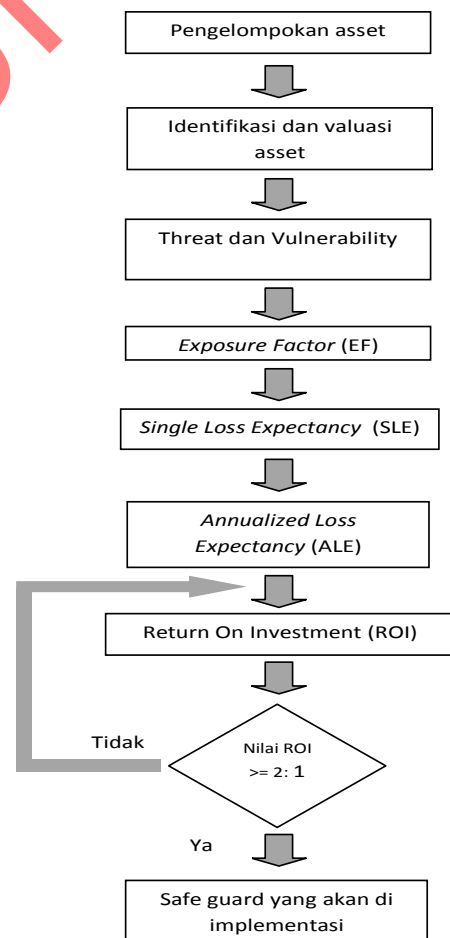 Pengelompokan asset
Identifikasi dan valuasi
asset
Threat dan Vulnerability
Exposure Factor (EF)
Single Loss Expectancy (SLE)
Annualized Loss
Expectancy (ALE)
Return On Investment (ROI)
Tidak
Nilai ROI
>= 2: 1
Ya
Safe guard yang akan di
implementasi